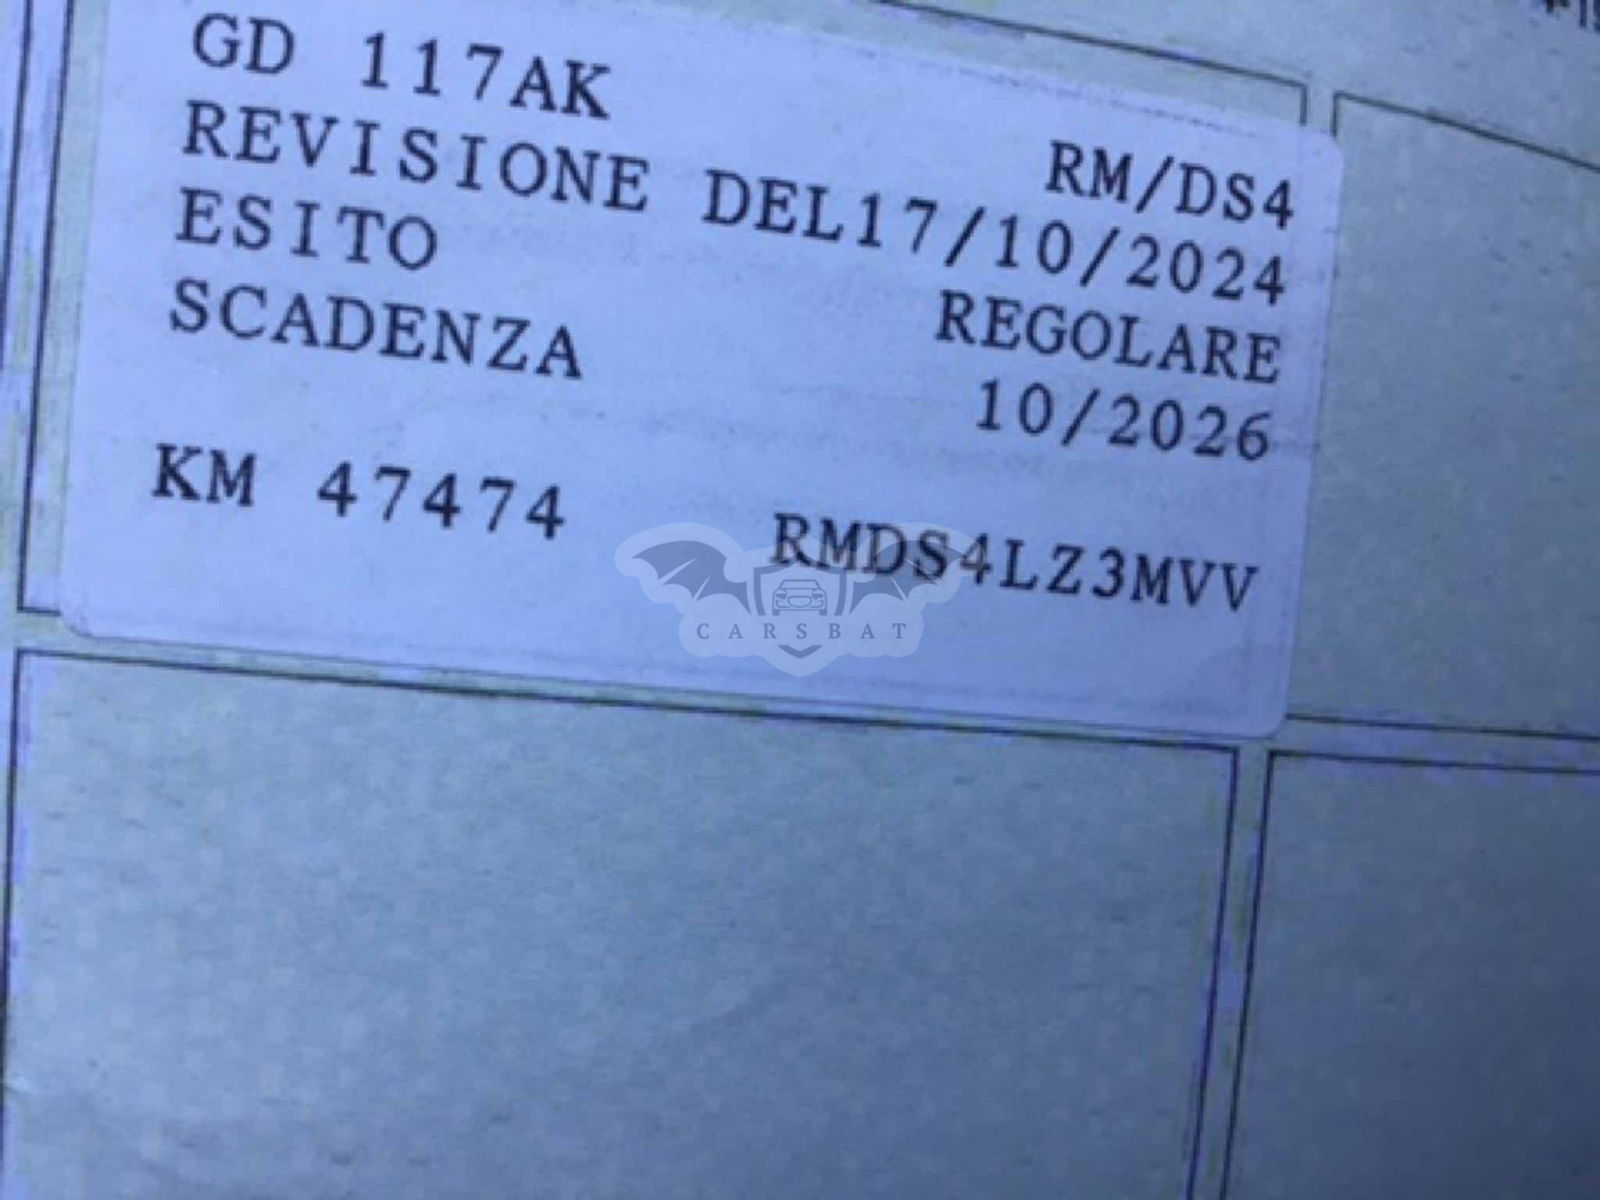 GD 117AK
RM/DS4
REVISIONE DEL17/10/2024
ESITO REGOLARE
SCADENZA 10/2026
KM 47474 RMDS4LZ3MVV
CARSBAT